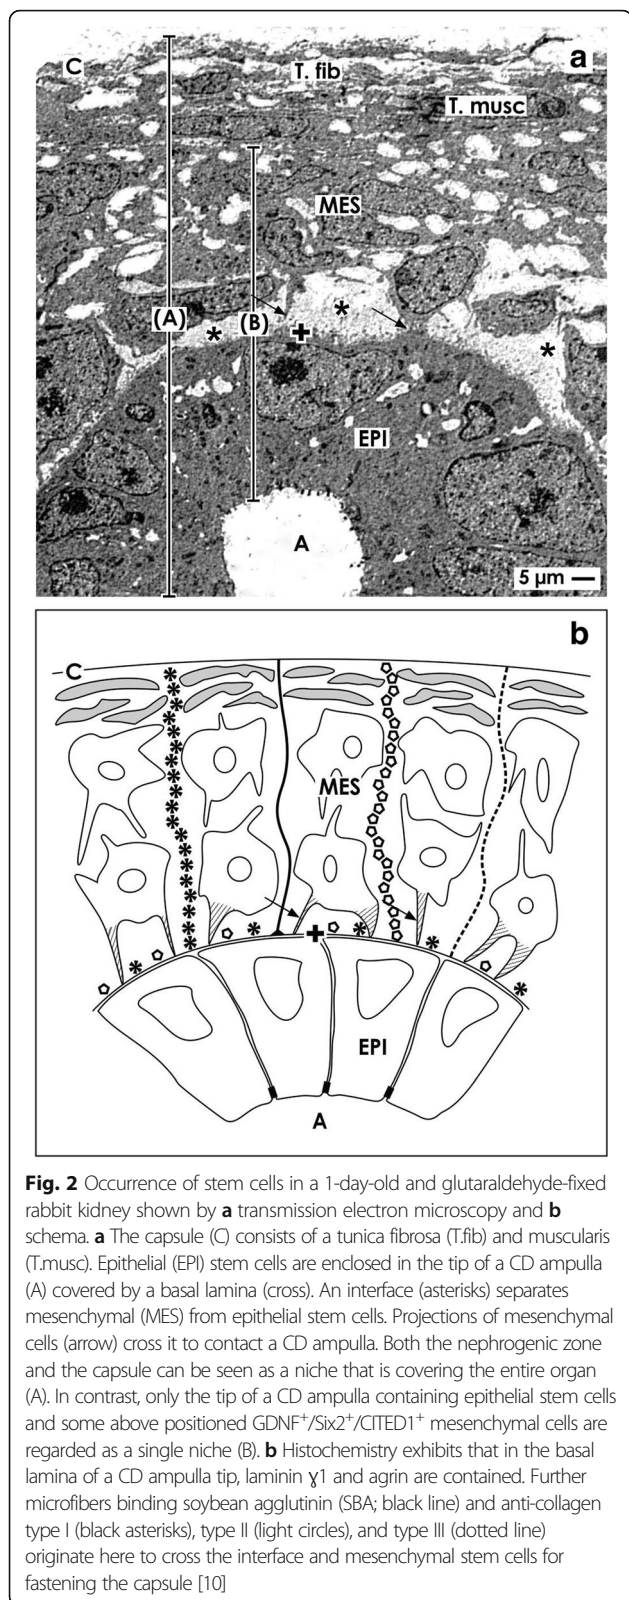 C
T. fib
a
T. musc
MES
(A)
(B)
*
*
+
*
EPI
A
5 µm
b
C
MES
+
EPI
A
Fig. 2 Occurrence of stem cells in a 1-day-old and glutaraldehyde-fixed
rabbit kidney shown by a transmission electron microscopy and b
schema. a The capsule (C) consists of a tunica fibrosa (T.fib) and muscularis
(T.musc). Epithelial (EPI) stem cells are enclosed in the tip of a CD ampulla
(A) covered by a basal lamina (cross). An interface (asterisks) separates
mesenchymal (MES) from epithelial stem cells. Projections of mesenchymal
cells (arrow) cross it to contact a CD ampulla. Both the nephrogenic zone
and the capsule can be seen as a niche that is covering the entire organ
(A). In contrast, only the tip of a CD ampulla containing epithelial stem cells
and some above positioned GDNF⁺/Six2⁺/CITED1⁺ mesenchymal cells are
regarded as a single niche (B). b Histochemistry exhibits that in the basal
lamina of a CD ampulla tip, laminin ɣ1 and agrin are contained. Further
microfibers binding soybean agglutinin (SBA; black line) and anti-collagen
type I (black asterisks), type II (light circles), and type III (dotted line)
originate here to cross the interface and mesenchymal stem cells for
fastening the capsule [10]